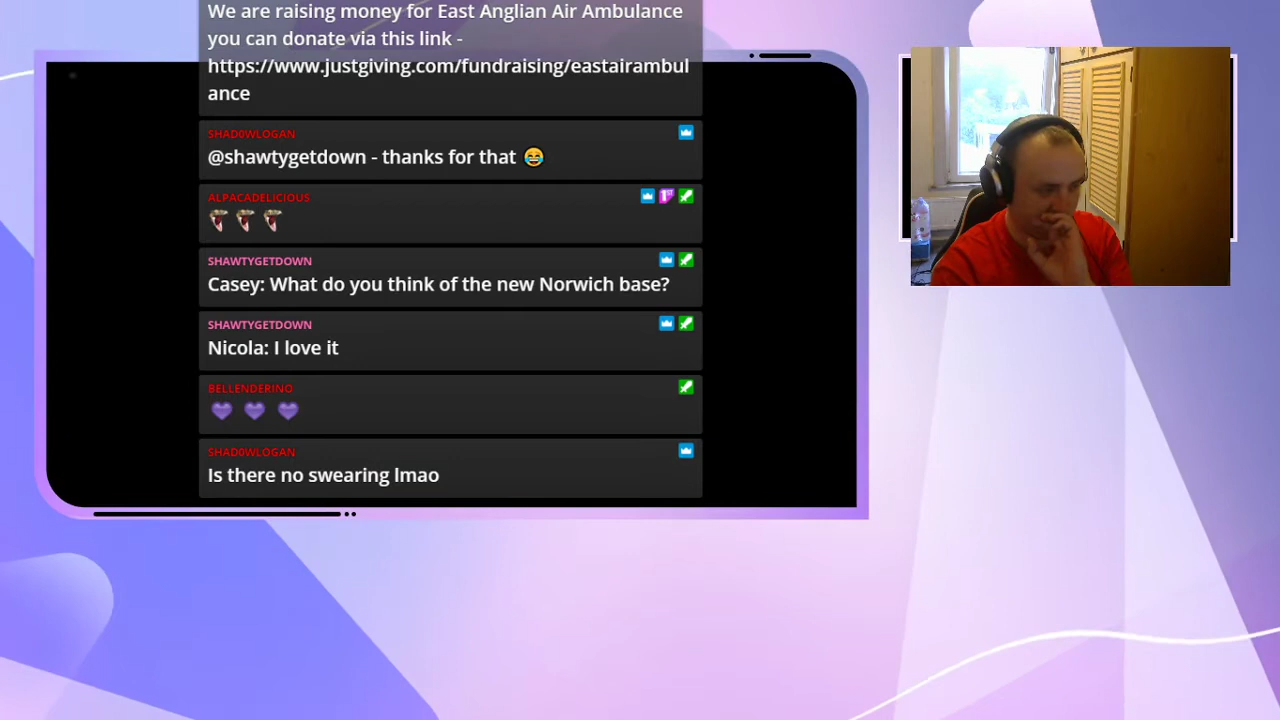 We are raising money for East Anglian Air Ambulance
you can donate via this link -
https://www.justgiving.com/fundraising/eastairambul
ance
SHAD0WLOGAN
@shawtygetdown - thanks for that 😂
ALPACADELICIOUS
SHAWTYGETDOWN
Casey: What do you think of the new Norwich base?
SHAWTYGETDOWN
Nicola: I love it
BELLENDERINO
💜 💜 💜
SHAD0WLOGAN
Is there no swearing lmao